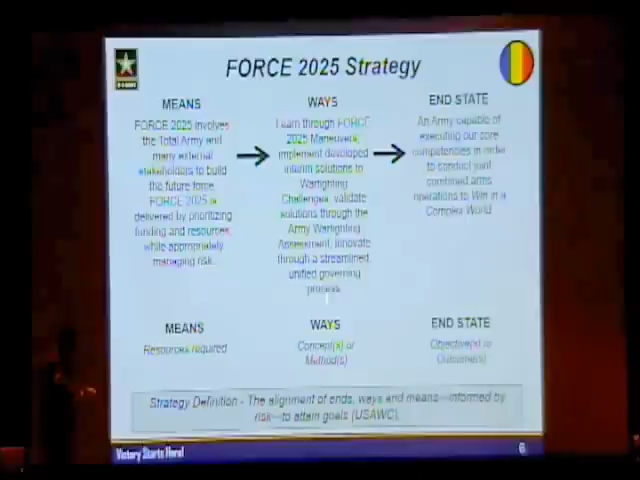 FORCE 2025 Strategy
MEANS
FORCE 2025 involves
the Total Army and
many external
stakeholders to build
the future force.
FORCE 2025 is
delivered by prioritizing
funding and resources,
while appropriately
managing risk.
WAYS
Learn through FORCE
2025 Maneuvers,
implement developed
interim solutions to
Warfighting
Challenges, validate
solutions through the
Army Warfighting
Assessment, innovate
through a streamlined,
unified governing
process.
END STATE
An Army capable of
executing our core
competencies in order
to conduct joint
combined arms
operations to Win in a
Complex World.
MEANS
Resources required
WAYS
Concept(s) or
Method(s)
END STATE
Objective(s) or
Outcome(s)
Strategy Definition - The alignment of ends, ways and means—informed by
risk—to attain goals (USAWC).
Victory Starts Here!
6